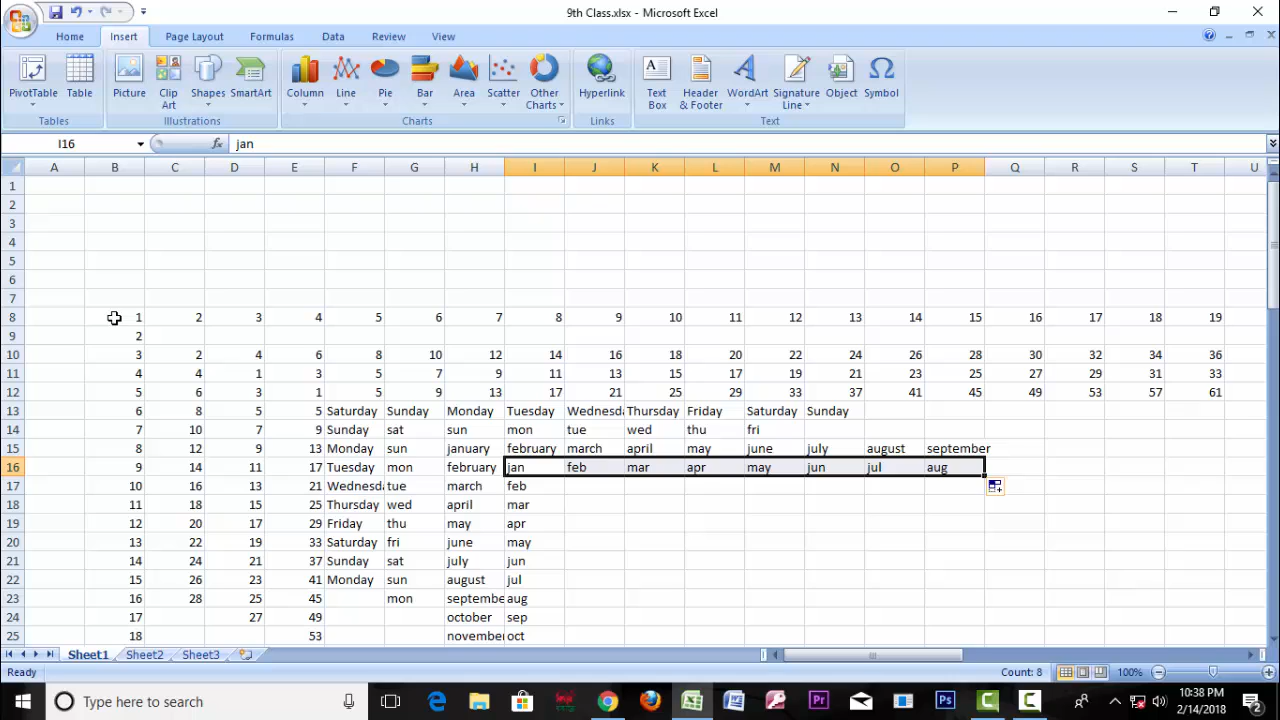 9th Class.xlsx - Microsoft Excel
Home Insert Page Layout Formulas Data Review View
PivotTable Table Picture Clip Art Shapes SmartArt Column Line Pie Bar Area Scatter Other Charts Hyperlink Text Box Header & Footer WordArt Signature Line Object Symbol
Tables Illustrations Charts Links Text
I16 fx jan
A B C D E F G H I J K L M N O P Q R S T U
1
2
3
4
5
6
7
8 1 2 3 4 5 6 7 8 9 10 11 12 13 14 15 16 17 18 19
9 2
10 3 2 4 6 8 10 12 14 16 18 20 22 24 26 28 30 32 34 36
11 4 4 1 3 5 7 9 11 13 15 17 19 21 23 25 27 29 31 33
12 5 6 3 1 5 9 13 17 21 25 29 33 37 41 45 49 53 57 61
13 6 8 5 5 Saturday Sunday Monday Tuesday Wednesda Thursday Friday Saturday Sunday
14 7 10 7 9 Sunday sat sun mon tue wed thu fri
15 8 12 9 13 Monday sun january february march april may june july august september
16 9 14 11 17 Tuesday mon february jan feb mar apr may jun jul aug
17 10 16 13 21 Wednesd tue march feb
18 11 18 15 25 Thursday wed april mar
19 12 20 17 29 Friday thu may apr
20 13 22 19 33 Saturday fri june may
21 14 24 21 37 Sunday sat july jun
22 15 26 23 41 Monday sun august jul
23 16 28 25 45 mon septembe aug
24 17 27 49 october sep
25 18 53 november oct
Sheet1 Sheet2 Sheet3
Ready Count: 8 100%
Type here to search 10:38 PM
2/14/2018